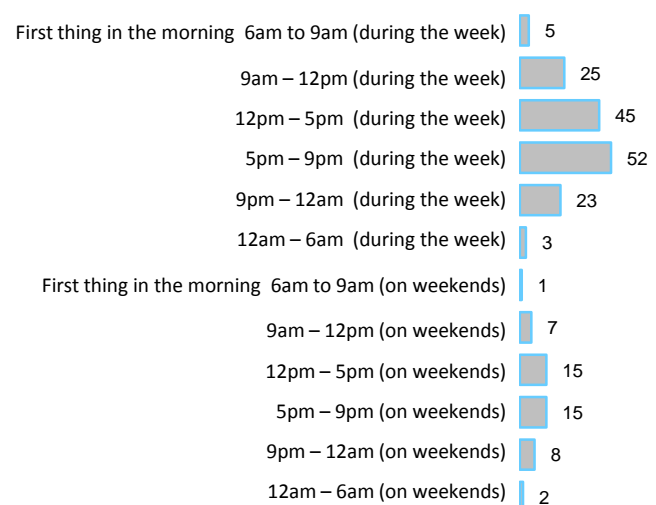 First thing in the morning  6am to 9am (during the week) 5
9am – 12pm (during the week) 25
12pm – 5pm  (during the week) 45
5pm – 9pm (during the week) 52
9pm – 12am  (during the week) 23
12am – 6am  (during the week) 3
First thing in the morning  6am to 9am (on weekends) 1
9am – 12pm (on weekends) 7
12pm – 5pm (on weekends) 15
5pm – 9pm (on weekends) 15
9pm – 12am (on weekends) 8
12am – 6am (on weekends) 2